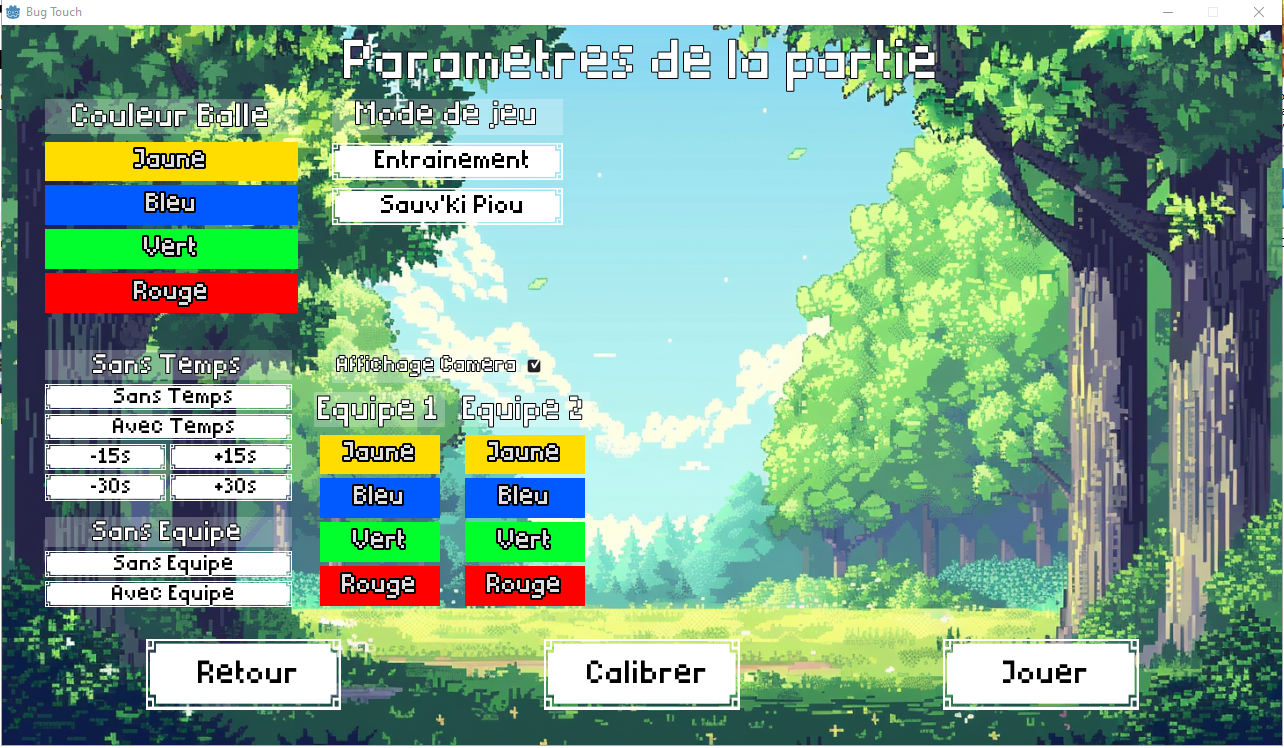 Bug Touch
Paramètres de la partie
Couleur Balle
Jaune
Bleu
Vert
Rouge
Mode de jeu
Entrainement
Sauv'Ki Piou
Sans Temps
Sans Temps
Avec Temps
-15s +15s
-30s +30s
Sans Equipe
Sans Equipe
Avec Equipe
Affichage Caméra
Equipe 1 Equipe 2
Jaune Jaune
Bleu Bleu
Vert Vert
Rouge Rouge
Retour Calibrer Jouer